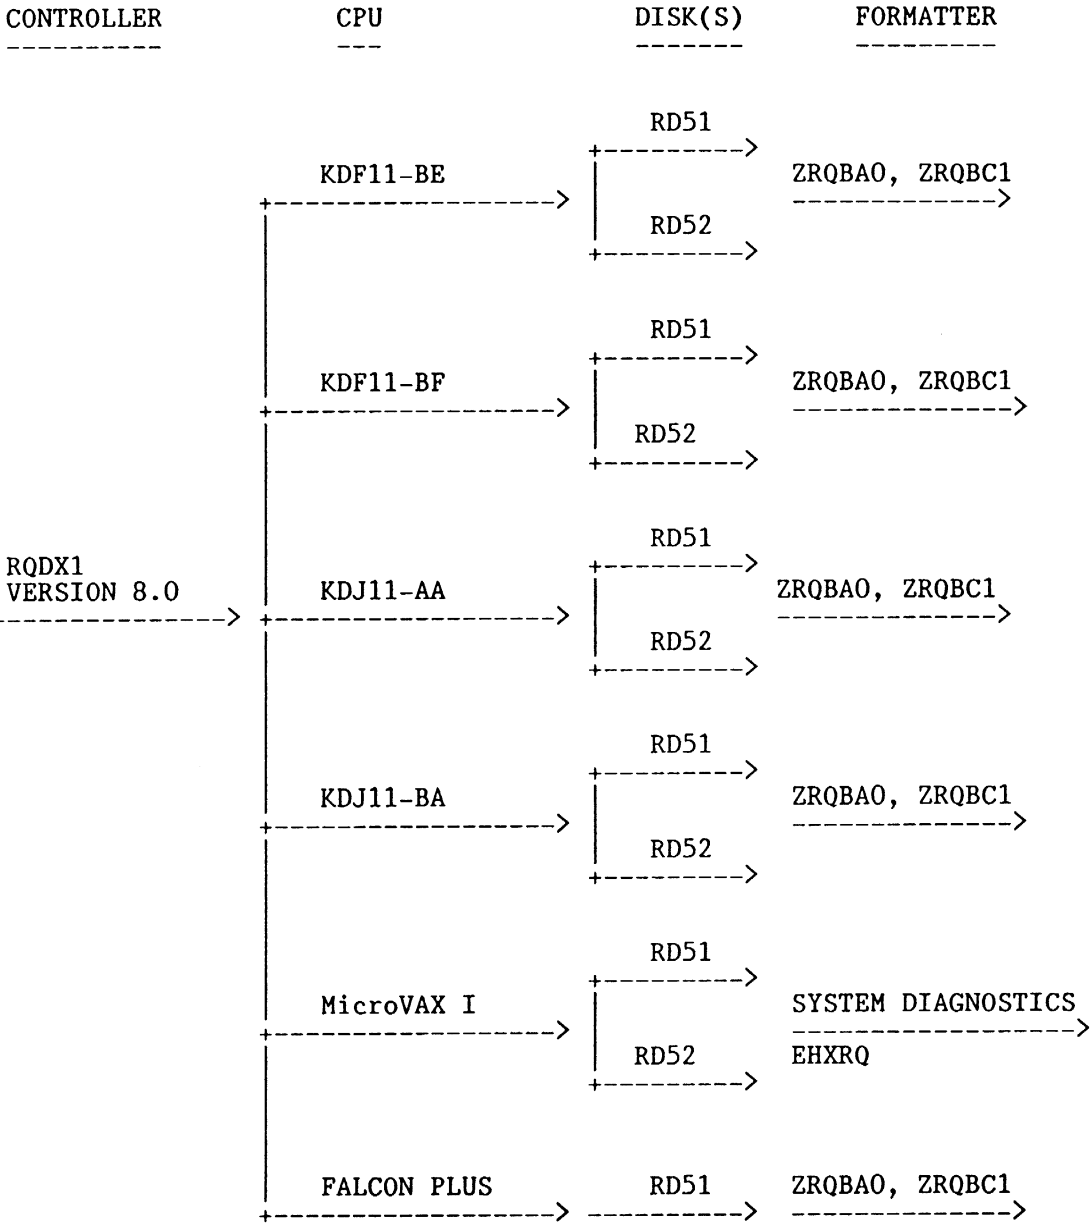 CONTROLLER CPU DISK(S) FORMATTER
RD51
KDF11-BE ZRQBA0, ZRQBC1
RD52
RD51
KDF11-BF ZRQBA0, ZRQBC1
RD52
RD51
RQDX1
VERSION 8.0 KDJ11-AA ZRQBA0, ZRQBC1
RD52
RD51
KDJ11-BA ZRQBA0, ZRQBC1
RD52
RD51
MicroVAX I SYSTEM DIAGNOSTICS
RD52 EHXRQ
FALCON PLUS RD51 ZRQBA0, ZRQBC1